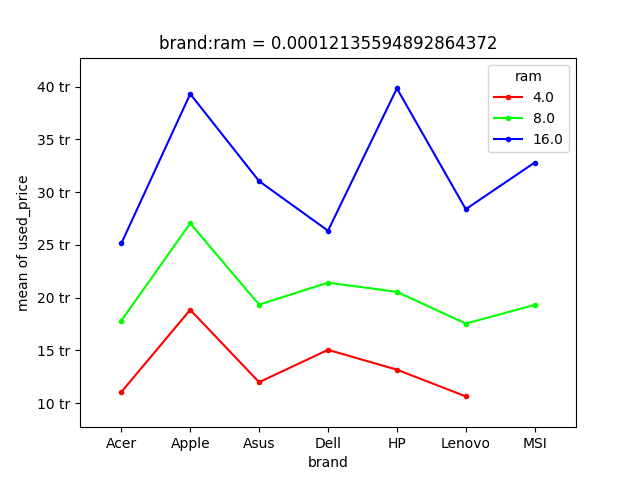 brand:ram = 0.00012135594892864372
40 tr
35 tr
30 tr
25 tr
20 tr
15 tr
10 tr
mean of used_price
ram
4.0
8.0
16.0
Acer Apple Asus Dell HP Lenovo MSI
brand